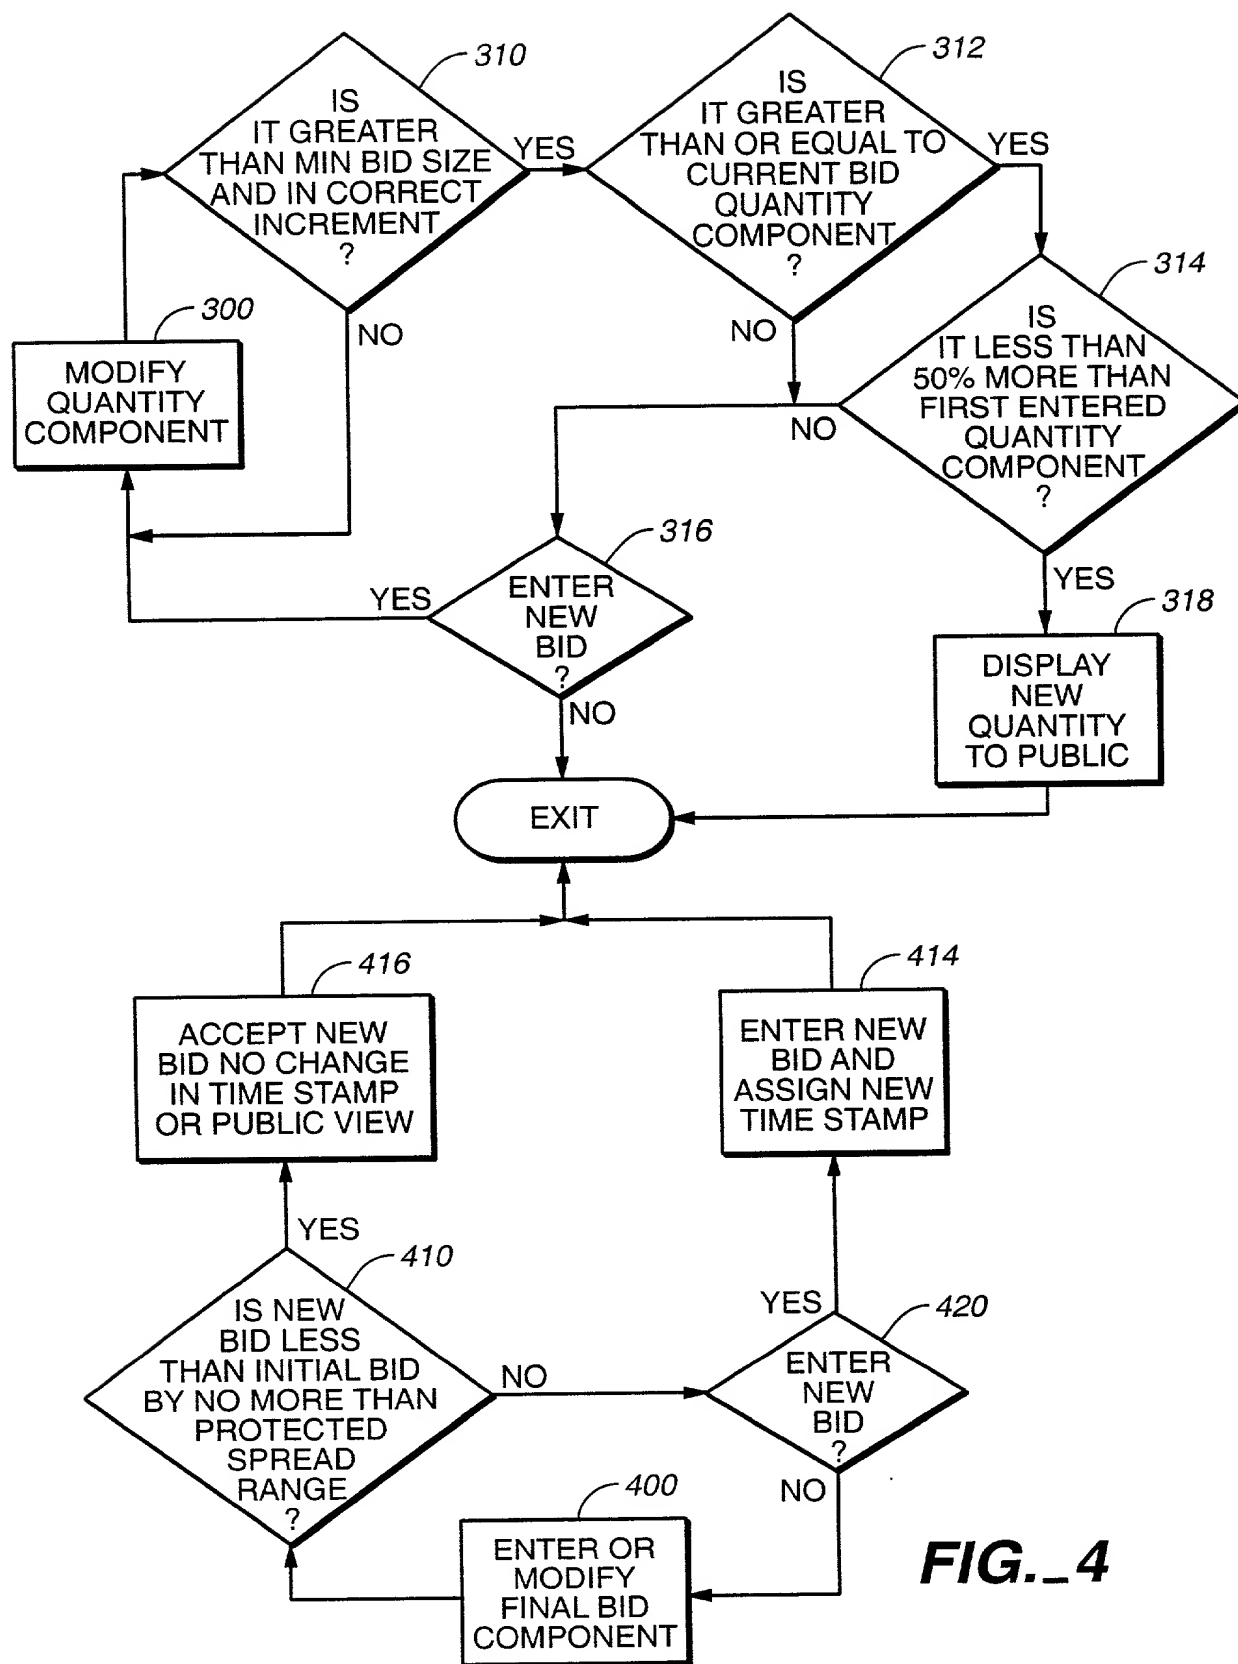 310
IS
IT GREATER
THAN MIN BID SIZE
AND IN CORRECT
INCREMENT
?
YES
NO
312
IS
IT GREATER
THAN OR EQUAL TO
CURRENT BID
QUANTITY
COMPONENT
?
YES
NO
314
IS
IT LESS THAN
50% MORE THAN
FIRST ENTERED
QUANTITY
COMPONENT
?
NO
YES
300
MODIFY
QUANTITY
COMPONENT
316
ENTER
NEW
BID
?
YES
NO
318
DISPLAY
NEW
QUANTITY
TO PUBLIC
EXIT
416
ACCEPT NEW
BID NO CHANGE
IN TIME STAMP
OR PUBLIC VIEW
414
ENTER NEW
BID AND
ASSIGN NEW
TIME STAMP
YES
410
IS NEW
BID LESS
THAN INITIAL BID
BY NO MORE THAN
PROTECTED
SPREAD
RANGE
?
NO
YES
420
ENTER
NEW
BID
?
NO
400
ENTER OR
MODIFY
FINAL BID
COMPONENT
FIG._4